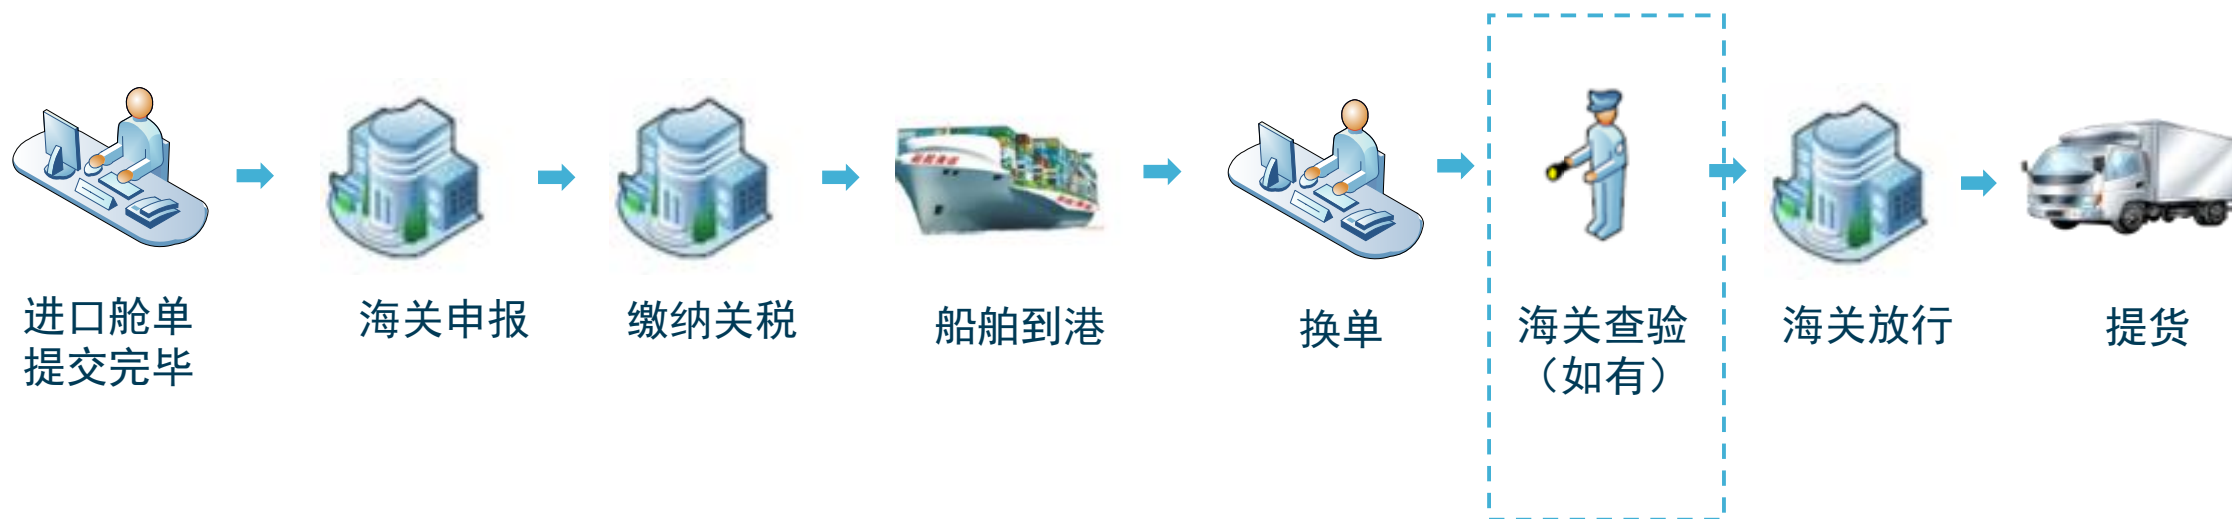 进口舱单
提交完毕
海关申报
缴纳关税
船舶到港
换单
海关查验
（如有）
海关放行
提货